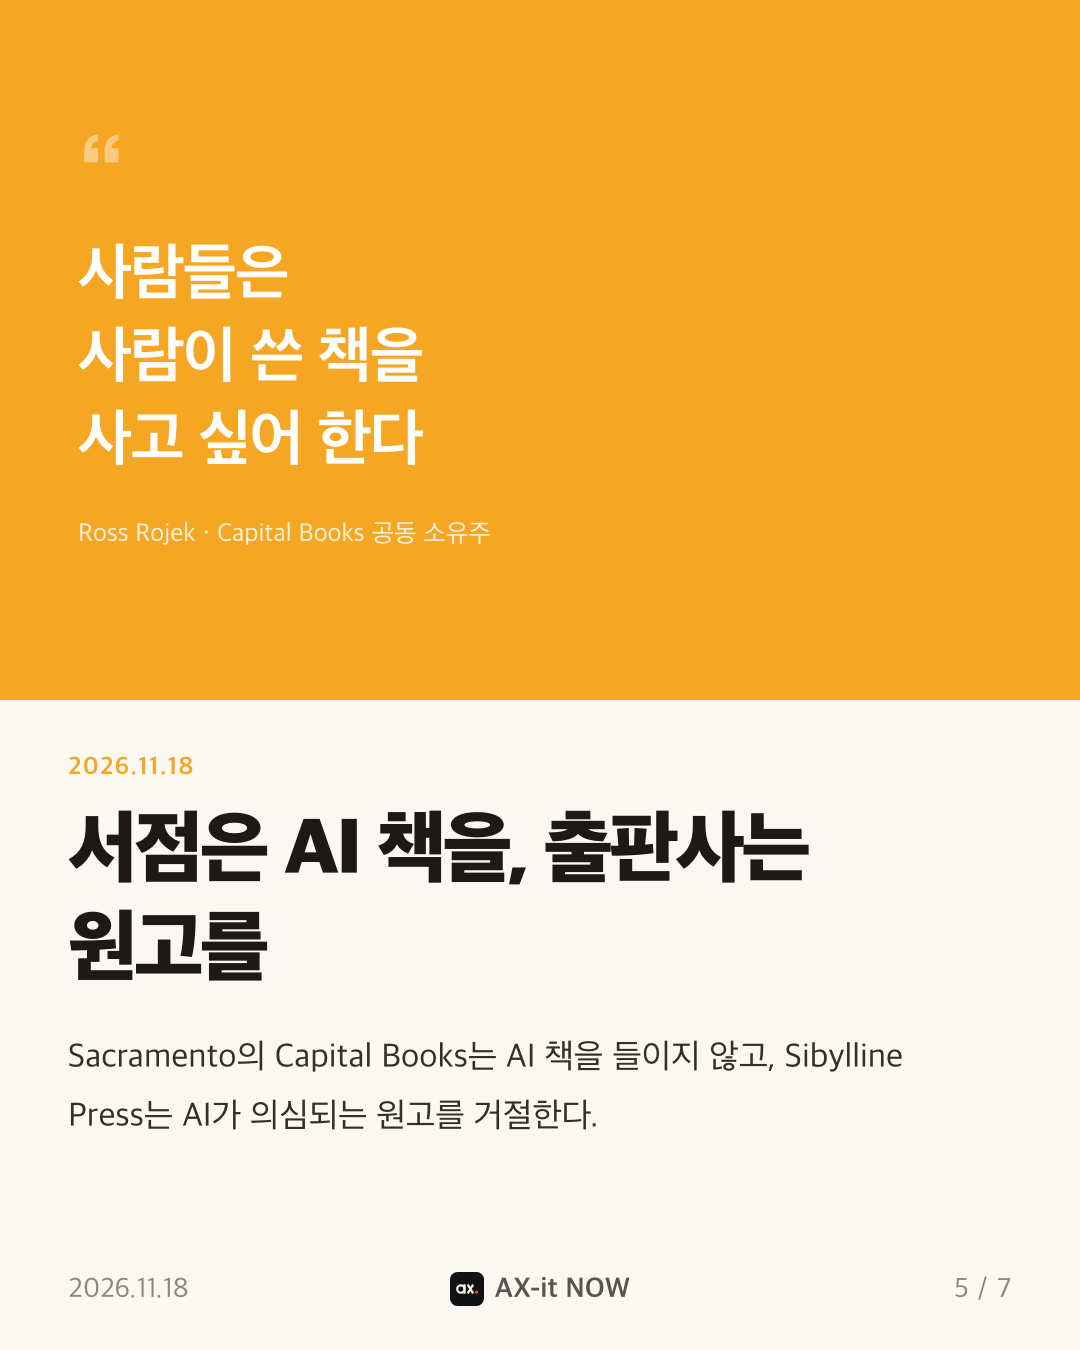 “
사람들은
사람이 쓴 책을
사고 싶어 한다
Ross Rojek · Capital Books 공동 소유주
2026.11.18
서점은 AI 책을, 출판사는
원고를
Sacramento의 Capital Books는 AI 책을 들이지 않고, Sibylline
Press는 AI가 의심되는 원고를 거절한다.
2026.11.18
ax. AX-it NOW
5 / 7